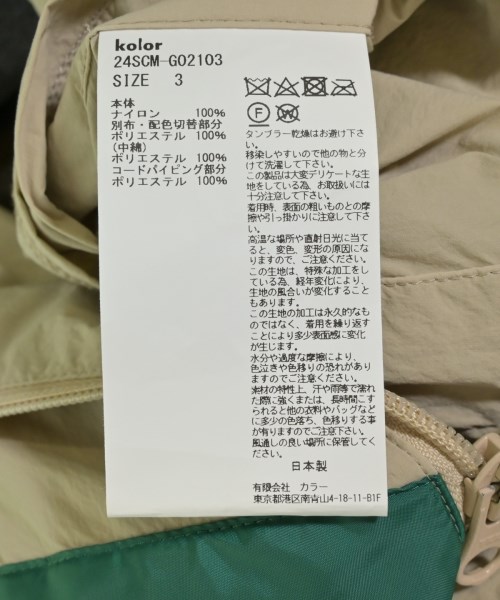 kolor
24SCM-G02103
SIZE 3
本体
ナイロン 100%
別布・配色切替部分
ポリエステル 100%
(中綿)
ポリエステル 100%
コードパイピング部分
ポリエステル 100%
F W
タンブラー乾燥はお避け下さ
い。
移染しやすいので他の物と分
けて洗濯して下さい。
この製品は大変デリケートな生
地をしている為、お取扱いには
十分注意して下さい。
着用時、表面の粗いものとの摩
擦や引っ掛かりに注意して下さ
い。
高温な場所や直射日光に当て
ると、変色、変形の原因にな
りますので、ご注意ください。
この生地は、特殊な加工をし
ている為、経年変化により、
生地の風合いが変化すること
もあります。
この生地の加工は永久的なも
のではなく、着用を繰り返す
ことにより多少表面感に変化
が生じます。
水分や過度な摩擦により、
色泣きや色移りの恐れがありま
すのでご注意ください。
素材の特性上、汗や雨等で濡れ
た際に強くまたは、長時間こす
られると他の衣料やバッグなど
に多少の色落ち、色移りする事
が有りますのでご注意下さい。
風通しの良い場所に保管してく
ださい。
日本製
有限会社 カラー
東京都港区南青山4-18-11-B1F